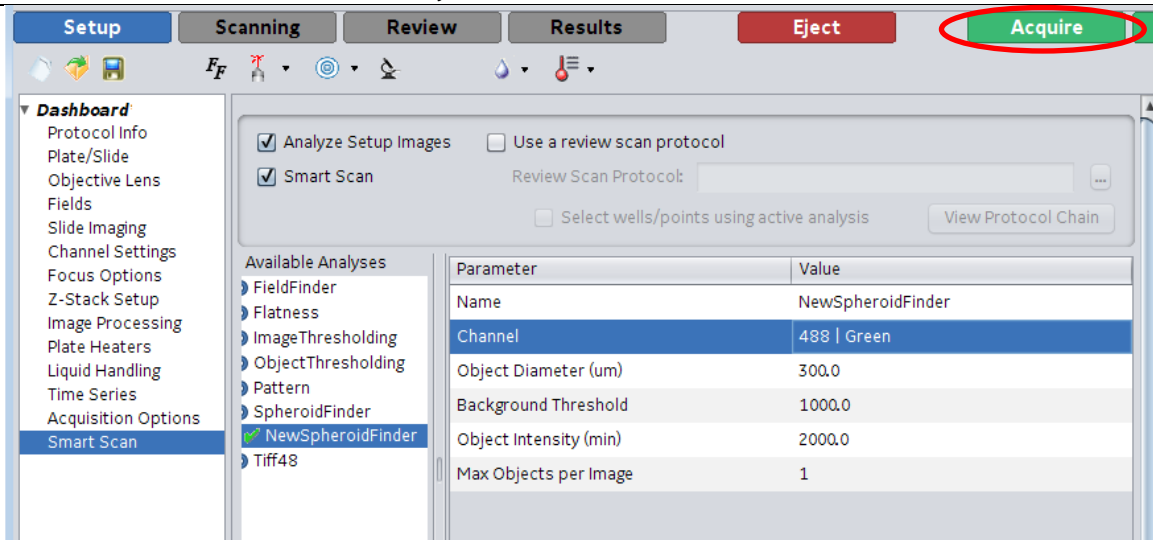 Setup Scanning Review Results Eject Acquire
FF
Dashboard
Protocol Info
Plate/Slide
Objective Lens
Fields
Slide Imaging
Channel Settings
Focus Options
Z-Stack Setup
Image Processing
Plate Heaters
Liquid Handling
Time Series
Acquisition Options
Smart Scan
Analyze Setup Images Use a review scan protocol
Smart Scan Review Scan Protocol: ...
Select wells/points using active analysis View Protocol Chain
Available Analyses
FieldFinder
Flatness
ImageThresholding
ObjectThresholding
Pattern
SpheroidFinder
NewSpheroidFinder
Tiff48
Parameter Value
Name NewSpheroidFinder
Channel 488 | Green
Object Diameter (um) 300.0
Background Threshold 1000.0
Object Intensity (min) 2000.0
Max Objects per Image 1